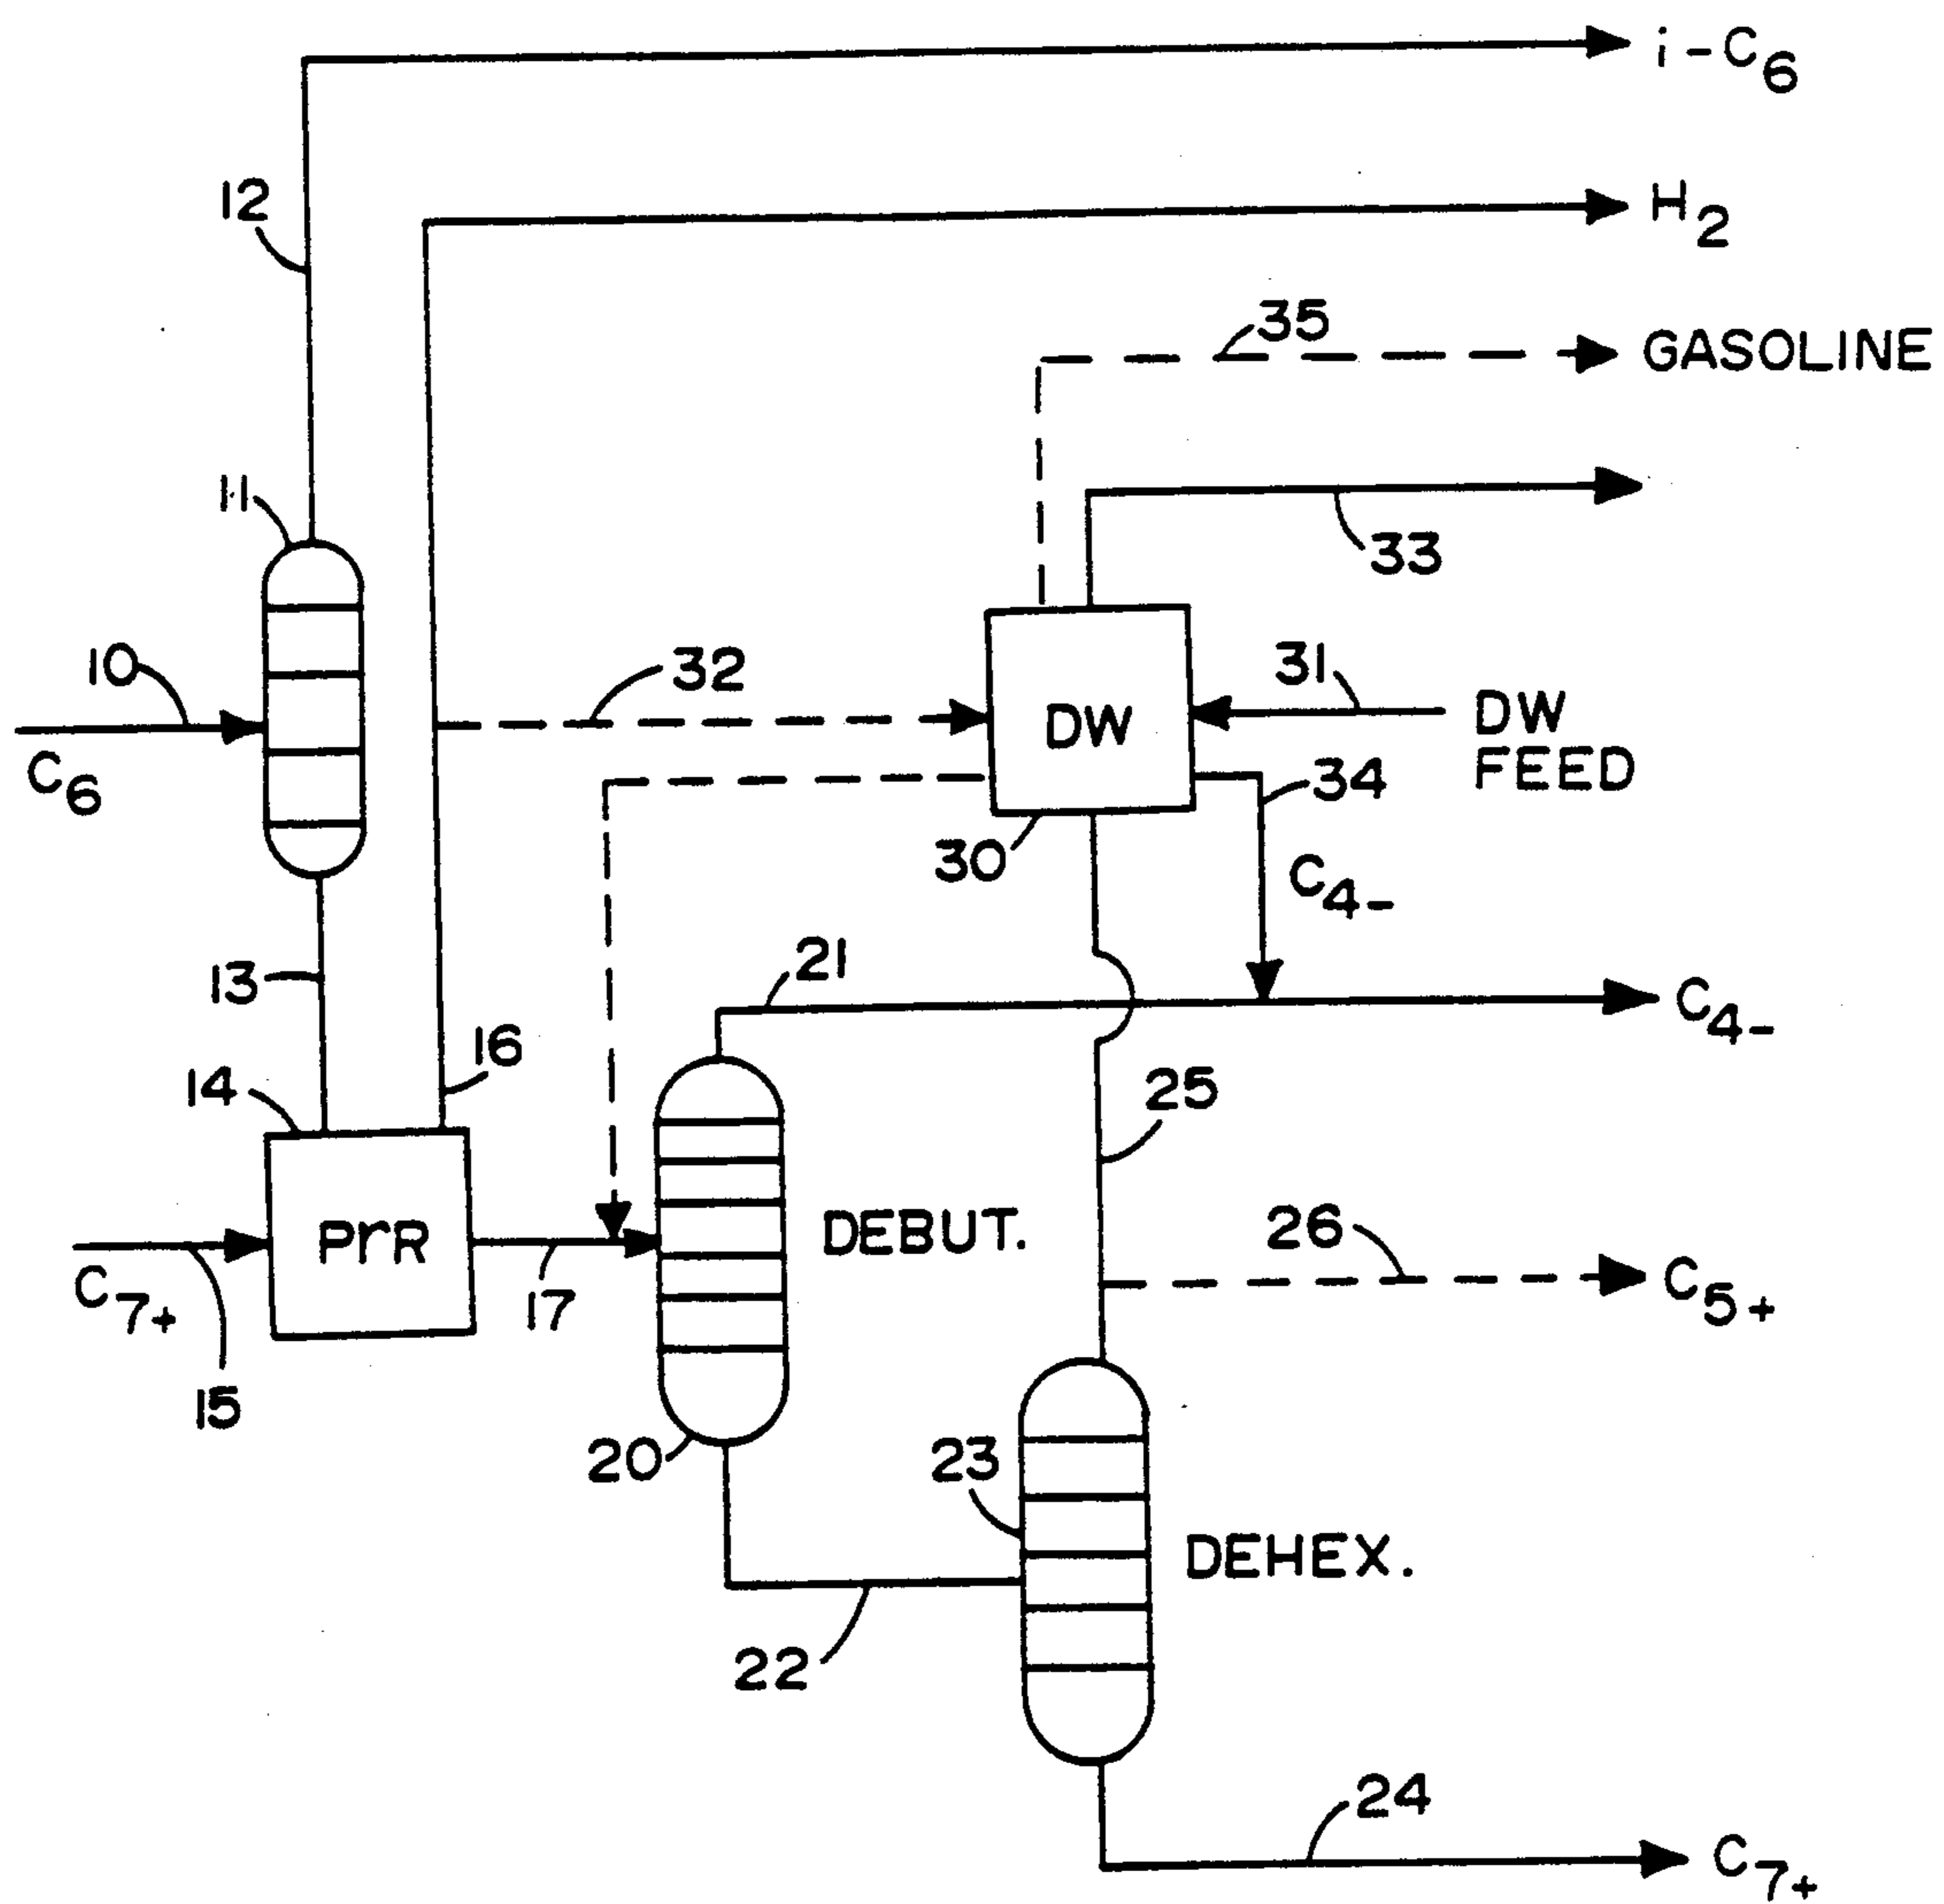 i-C6
12
H2
35
GASOLINE
33
11
10
32
31
C6
DW
DW
FEED
34
30
C4-
13
21
C4-
16
14
25
PrR
DEBUT.
26
C7+
17
C5+
15
20
23
DEHEX.
22
24
C7+